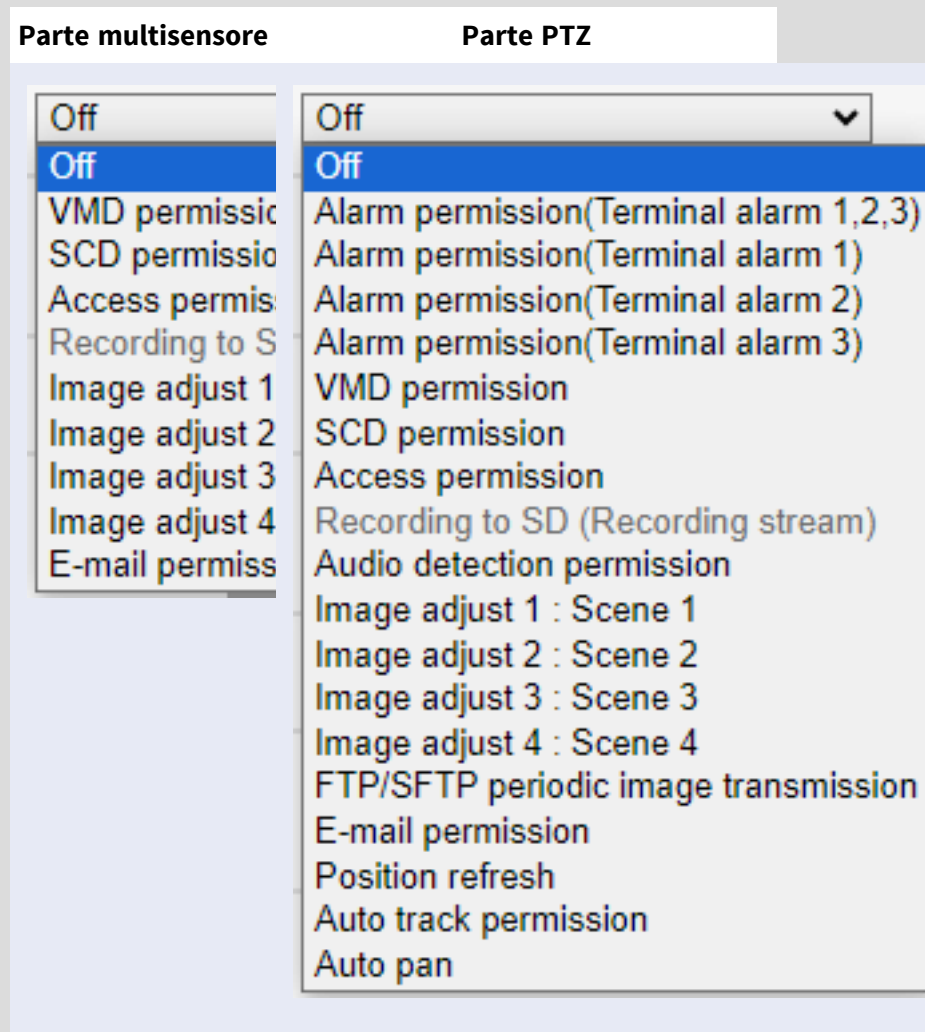 Parte multisensore
Parte PTZ
Off
Off
VMD permissic
SCD permissio
Access permis
Recording to S
Image adjust 1
Image adjust 2
Image adjust 3
Image adjust 4
E-mail permiss
Off
Off
Alarm permission(Terminal alarm 1,2,3)
Alarm permission(Terminal alarm 1)
Alarm permission(Terminal alarm 2)
Alarm permission(Terminal alarm 3)
VMD permission
SCD permission
Access permission
Recording to SD (Recording stream)
Audio detection permission
Image adjust 1 : Scene 1
Image adjust 2 : Scene 2
Image adjust 3 : Scene 3
Image adjust 4 : Scene 4
FTP/SFTP periodic image transmission
E-mail permission
Position refresh
Auto track permission
Auto pan